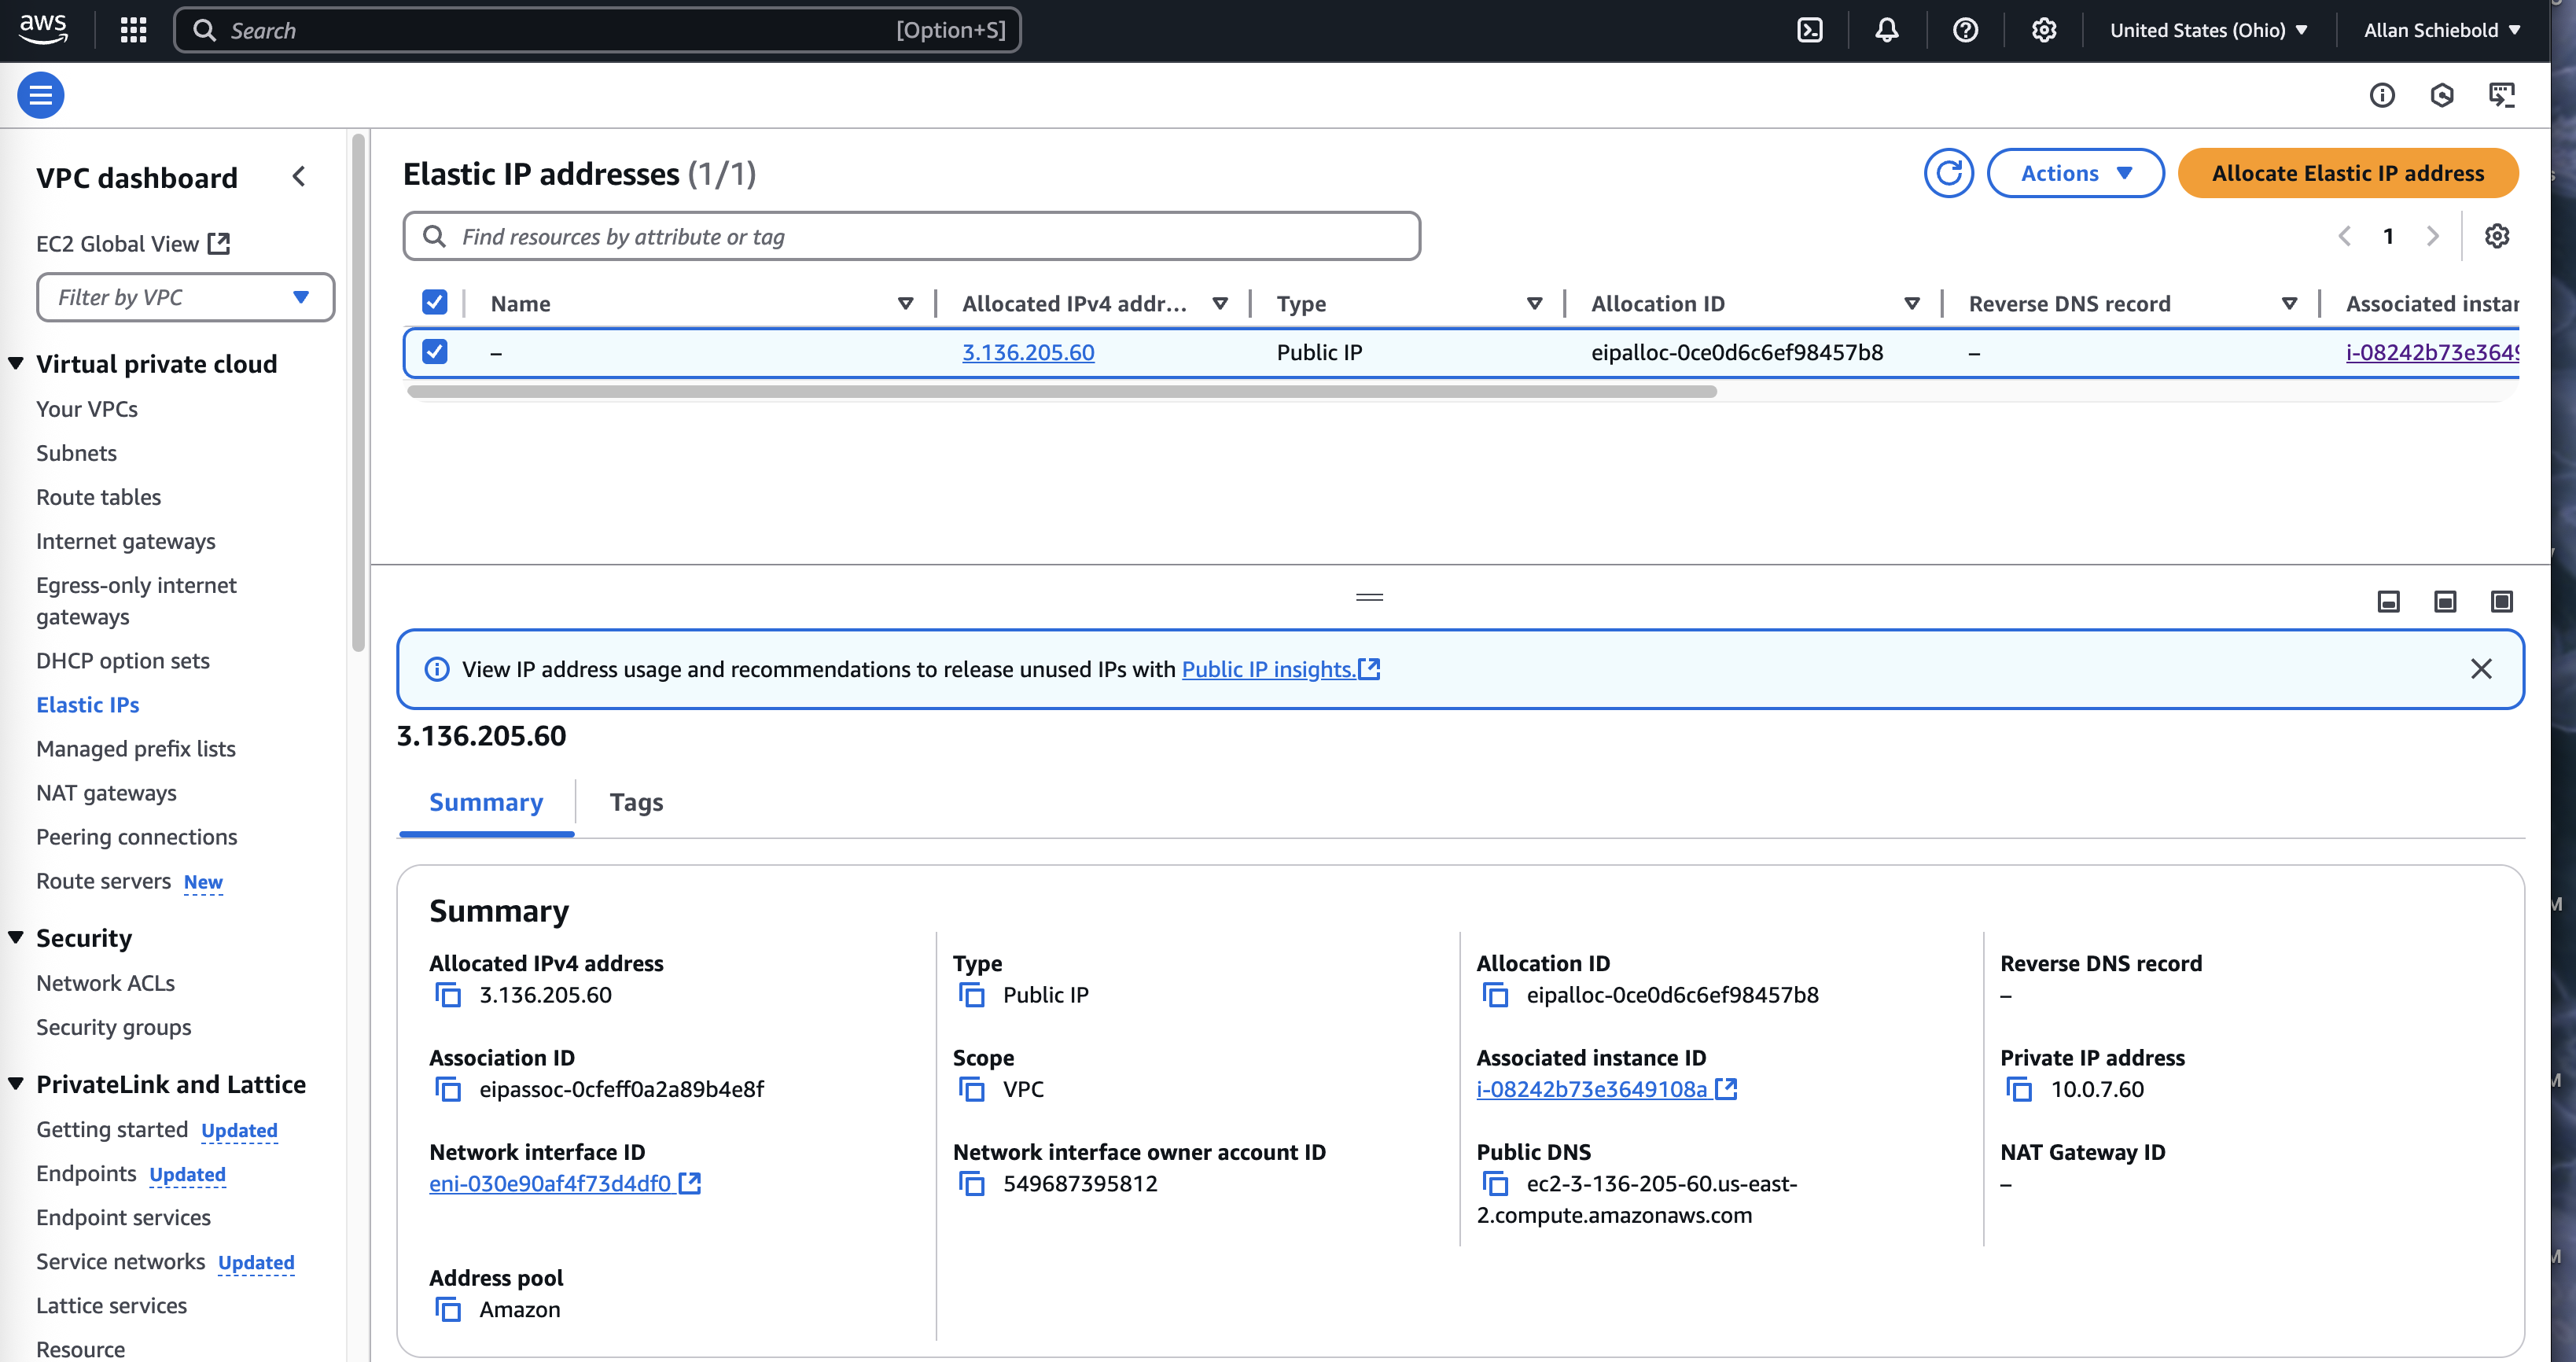 aws
Search
[Option+S]
United States (Ohio)
Allan Schiebold
VPC dashboard
EC2 Global View
Filter by VPC
Virtual private cloud
Your VPCs
Subnets
Route tables
Internet gateways
Egress-only internet
gateways
DHCP option sets
Elastic IPs
Managed prefix lists
NAT gateways
Peering connections
Route servers New
Security
Network ACLs
Security groups
PrivateLink and Lattice
Getting started Updated
Endpoints Updated
Endpoint services
Service networks Updated
Lattice services
Resource
Elastic IP addresses (1/1)
Actions
Allocate Elastic IP address
Find resources by attribute or tag
1
Name Allocated IPv4 addr... Type Allocation ID Reverse DNS record Associated instan
– 3.136.205.60 Public IP eipalloc-0ce0d6c6ef98457b8 – i-08242b73e3649
View IP address usage and recommendations to release unused IPs with Public IP insights.
3.136.205.60
Summary
Tags
Summary
Allocated IPv4 address
3.136.205.60
Type
Public IP
Allocation ID
eipalloc-0ce0d6c6ef98457b8
Reverse DNS record
–
Association ID
eipassoc-0cfeff0a2a89b4e8f
Scope
VPC
Associated instance ID
i-08242b73e3649108a
Private IP address
10.0.7.60
Network interface ID
eni-030e90af4f73d4df0
Network interface owner account ID
549687395812
Public DNS
ec2-3-136-205-60.us-east-
2.compute.amazonaws.com
NAT Gateway ID
–
Address pool
Amazon